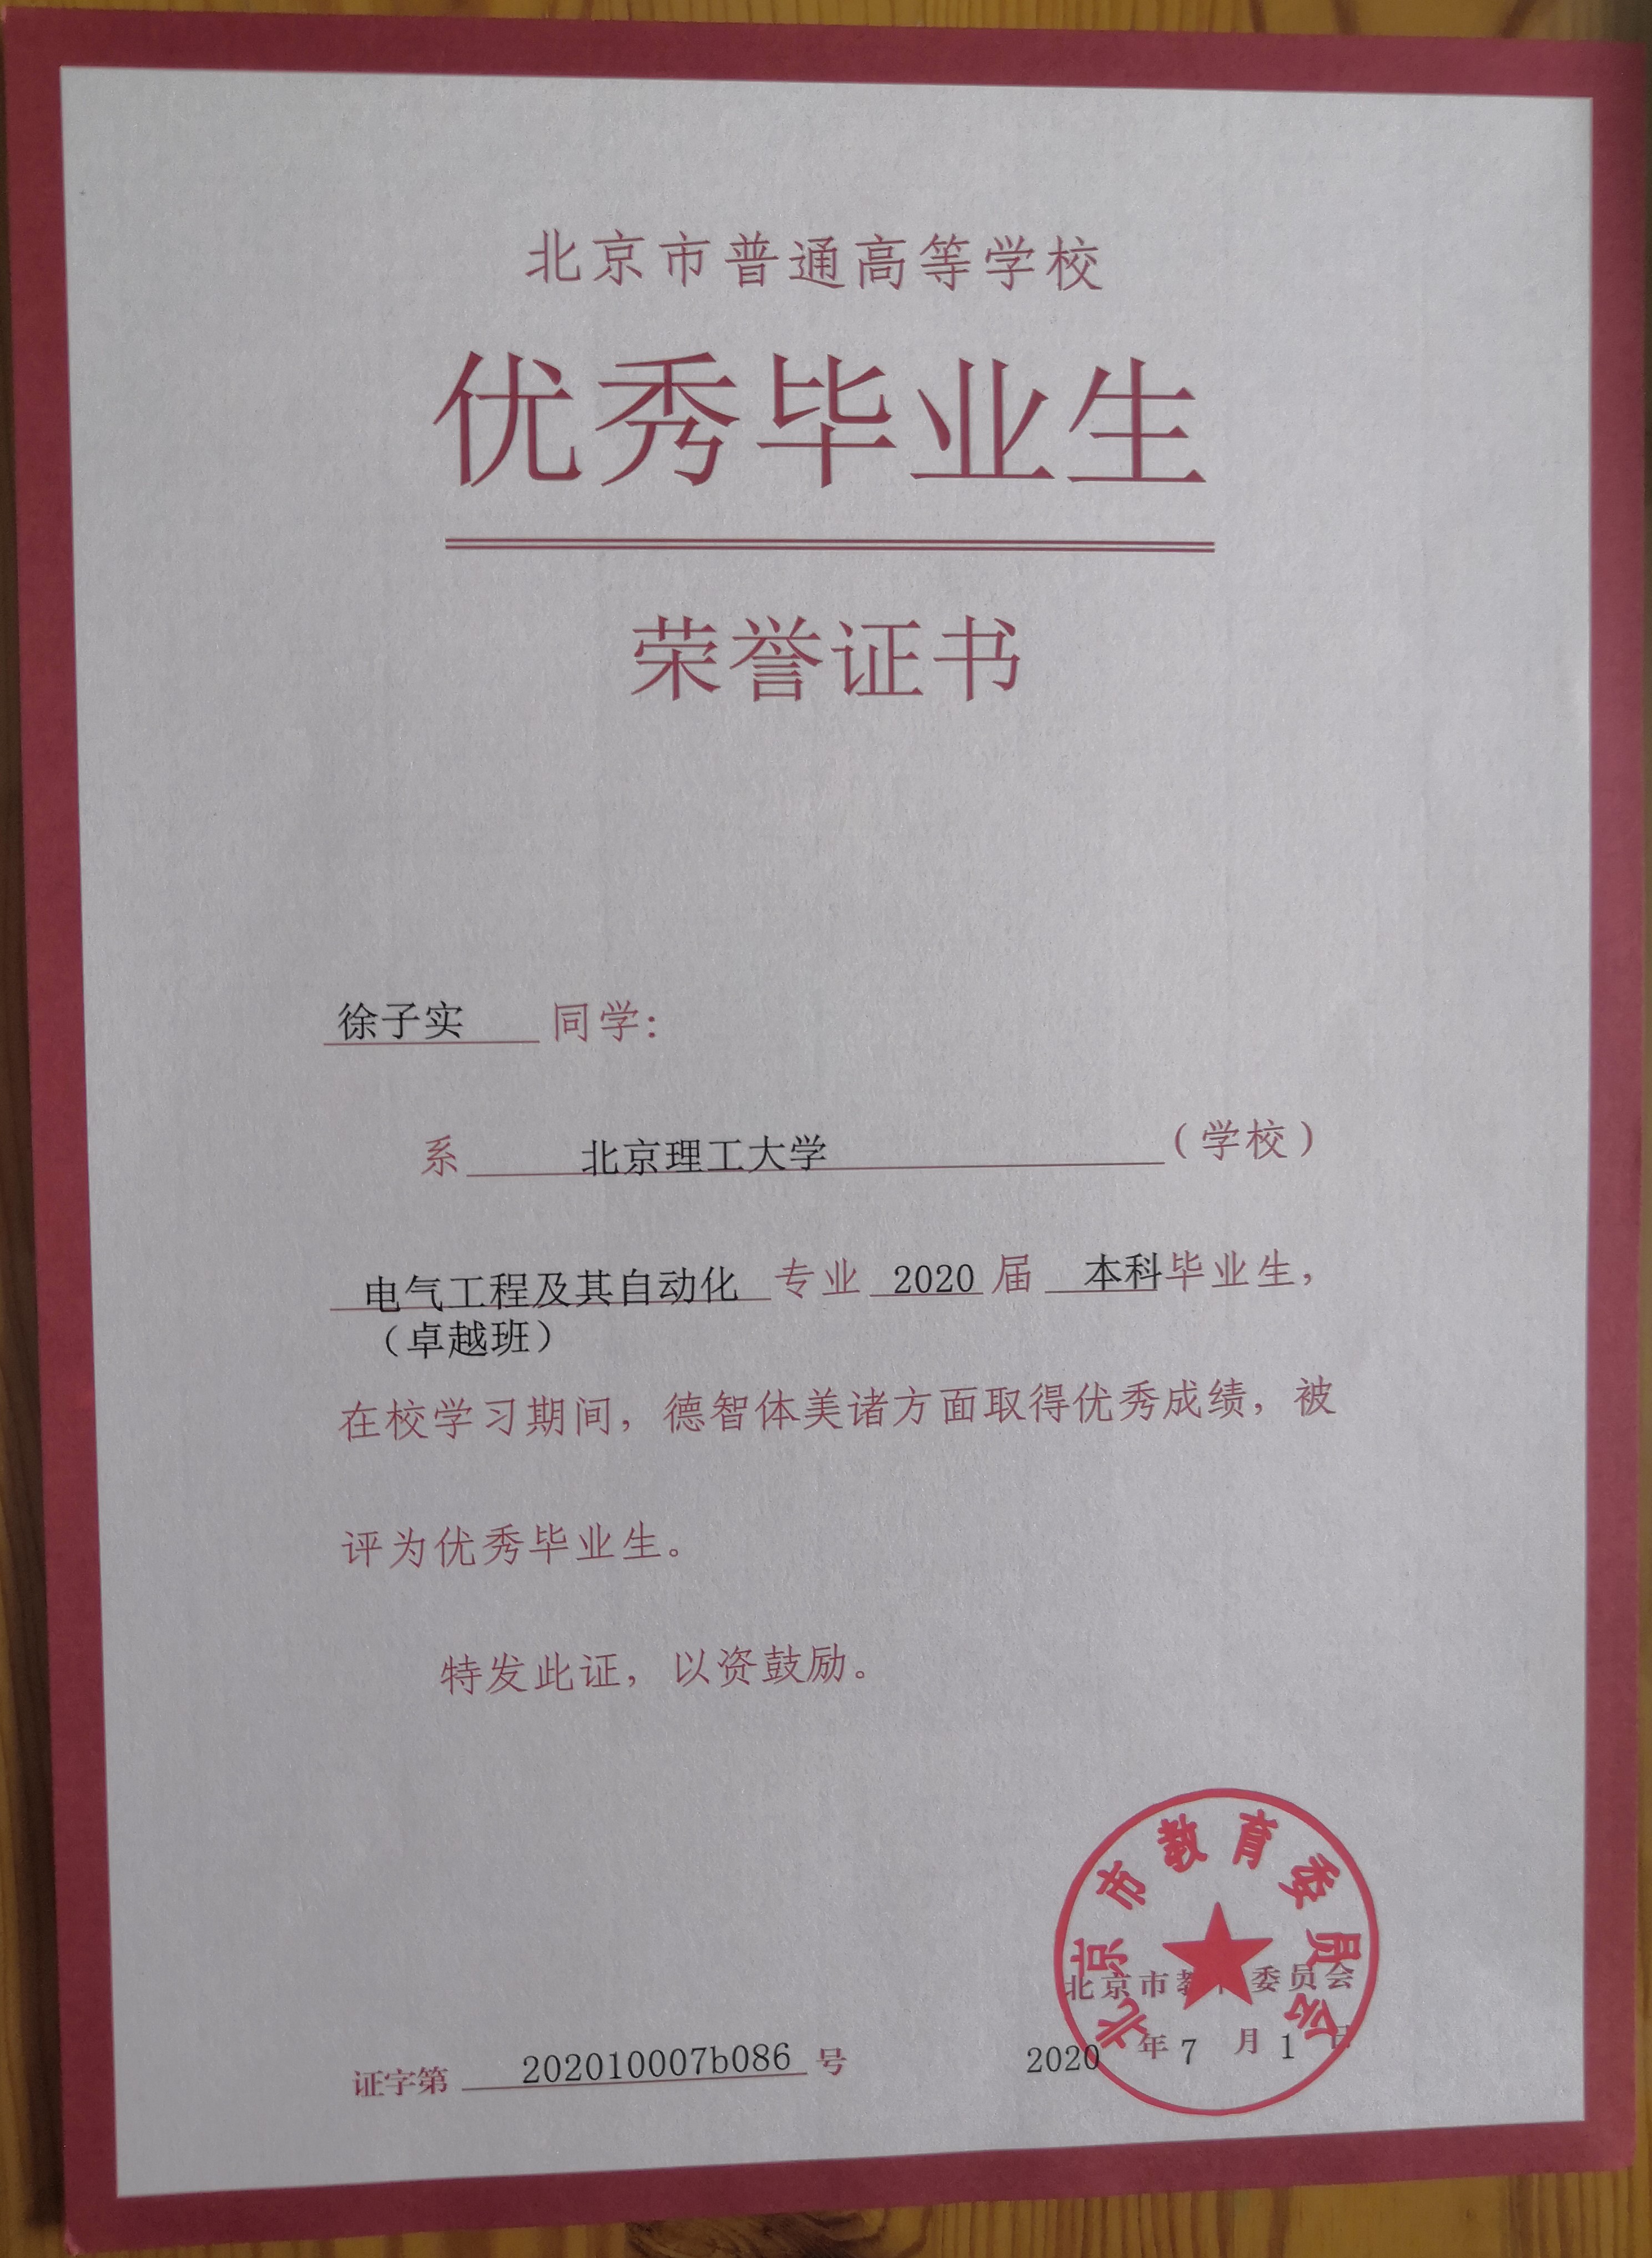 北京市普通高等学校
优秀毕业生
荣誉证书
徐子实 同学:
系 北京理工大学 (学校)
电气工程及其自动化 专业 2020 届 本科毕业生,
(卓越班)
在校学习期间, 德智体美诸方面取得优秀成绩, 被
评为优秀毕业生。
特发此证, 以资鼓励。
北京市教育委员会
北京市教育委员会
证字第 202010007b086 号 2020 年 7 月 1 日